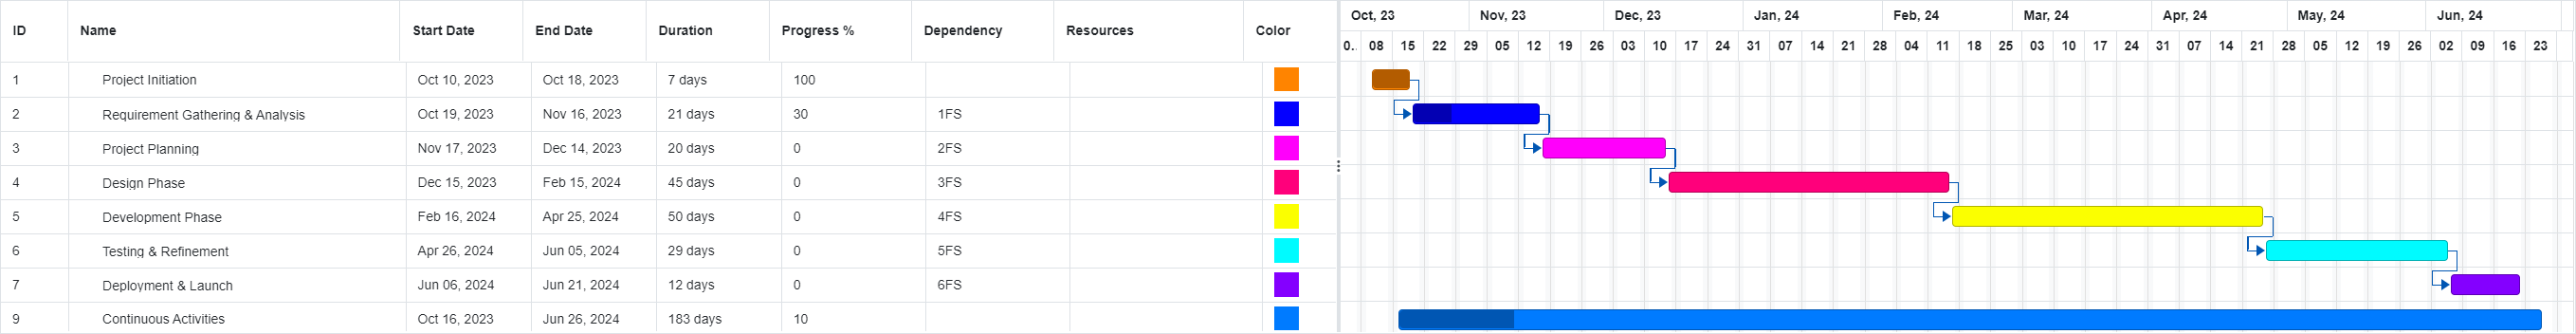 ID Name Start Date End Date Duration Progress % Dependency Resources Color
Oct, 23 Nov, 23 Dec, 23 Jan, 24 Feb, 24 Mar, 24 Apr, 24 May, 24 Jun, 24
0.. 08 15 22 29 05 12 19 26 03 10 17 24 31 07 14 21 28 04 11 18 25 03 10 17 24 31 07 14 21 28 05 12 19 26 02 09 16 23
1 Project Initiation Oct 10, 2023 Oct 18, 2023 7 days 100
2 Requirement Gathering & Analysis Oct 19, 2023 Nov 16, 2023 21 days 30 1FS
3 Project Planning Nov 17, 2023 Dec 14, 2023 20 days 0 2FS
4 Design Phase Dec 15, 2023 Feb 15, 2024 45 days 0 3FS
5 Development Phase Feb 16, 2024 Apr 25, 2024 50 days 0 4FS
6 Testing & Refinement Apr 26, 2024 Jun 05, 2024 29 days 0 5FS
7 Deployment & Launch Jun 06, 2024 Jun 21, 2024 12 days 0 6FS
9 Continuous Activities Oct 16, 2023 Jun 26, 2024 183 days 10